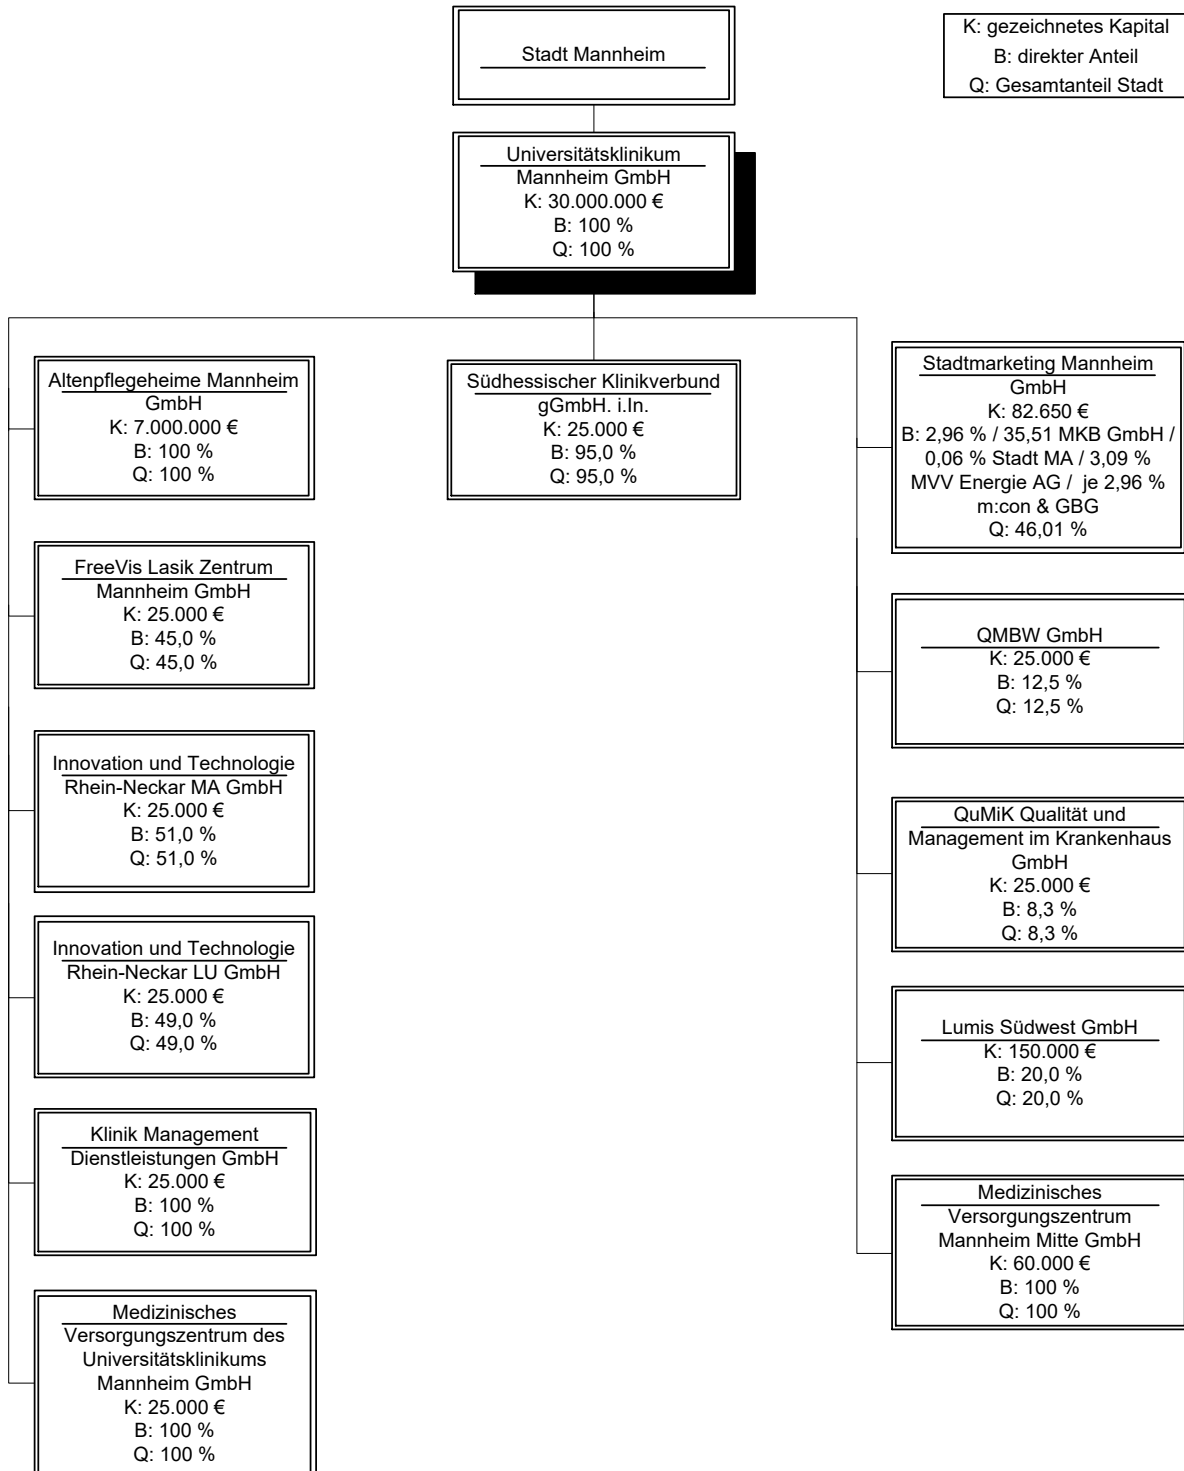 Stadt Mannheim
K: gezeichnetes Kapital
B: direkter Anteil
Q: Gesamtanteil Stadt
Universitätsklinikum
Mannheim GmbH
K: 30.000.000 €
B: 100 %
Q: 100 %
Altenpflegeheime Mannheim
GmbH
K: 7.000.000 €
B: 100 %
Q: 100 %
FreeVis Lasik Zentrum
Mannheim GmbH
K: 25.000 €
B: 45,0 %
Q: 45,0 %
Innovation und Technologie
Rhein-Neckar MA GmbH
K: 25.000 €
B: 51,0 %
Q: 51,0 %
Innovation und Technologie
Rhein-Neckar LU GmbH
K: 25.000 €
B: 49,0 %
Q: 49,0 %
Klinik Management
Dienstleistungen GmbH
K: 25.000 €
B: 100 %
Q: 100 %
Medizinisches
Versorgungszentrum des
Universitätsklinikums
Mannheim GmbH
K: 25.000 €
B: 100 %
Q: 100 %
Südhessischer Klinikverbund
gGmbH. i.In.
K: 25.000 €
B: 95,0 %
Q: 95,0 %
Stadtmarketing Mannheim
GmbH
K: 82.650 €
B: 2,96 % / 35,51 MKB GmbH /
0,06 % Stadt MA / 3,09 %
MVV Energie AG / je 2,96 %
m:con & GBG
Q: 46,01 %
QMBW GmbH
K: 25.000 €
B: 12,5 %
Q: 12,5 %
QuMiK Qualität und
Management im Krankenhaus
GmbH
K: 25.000 €
B: 8,3 %
Q: 8,3 %
Lumis Südwest GmbH
K: 150.000 €
B: 20,0 %
Q: 20,0 %
Medizinisches
Versorgungszentrum
Mannheim Mitte GmbH
K: 60.000 €
B: 100 %
Q: 100 %